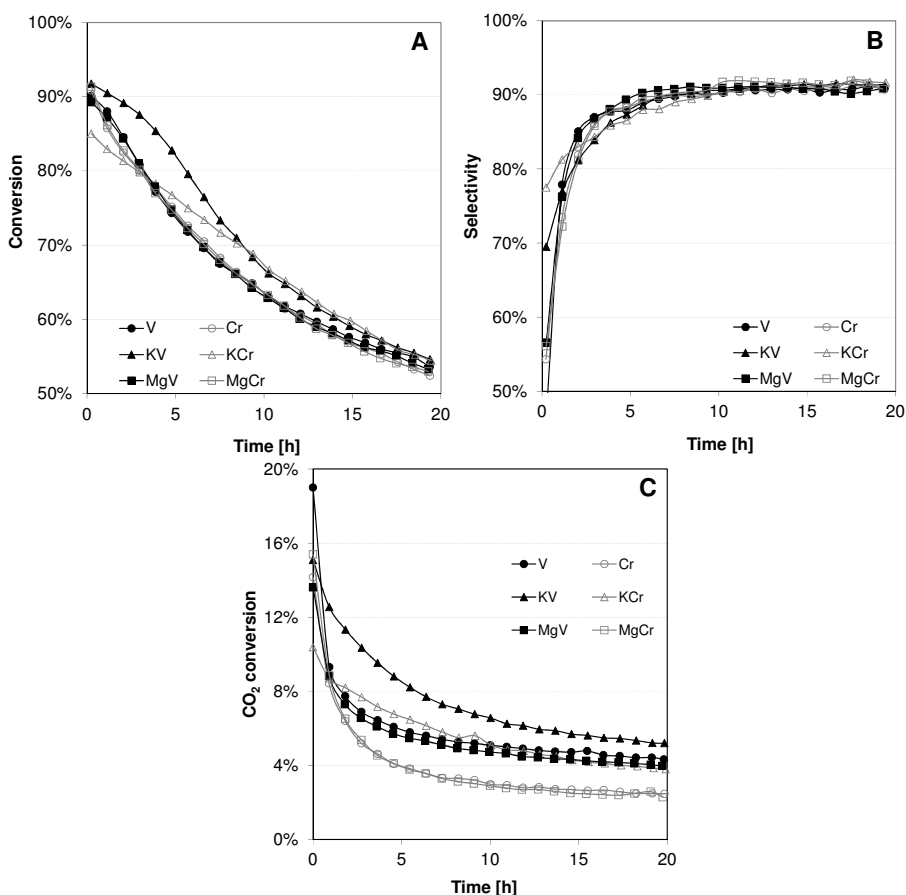 A
100%
90%
80%
70%
60%
50%
Conversion
V
Cr
KV
KCr
MgV
MgCr
0
5
10
15
20
Time [h]
B
100%
90%
80%
70%
60%
50%
Selectivity
V
Cr
KV
KCr
MgV
MgCr
0
5
10
15
20
Time [h]
C
20%
16%
12%
8%
4%
0%
CO₂ conversion
V
Cr
KV
KCr
MgV
MgCr
0
5
10
15
20
Time [h]